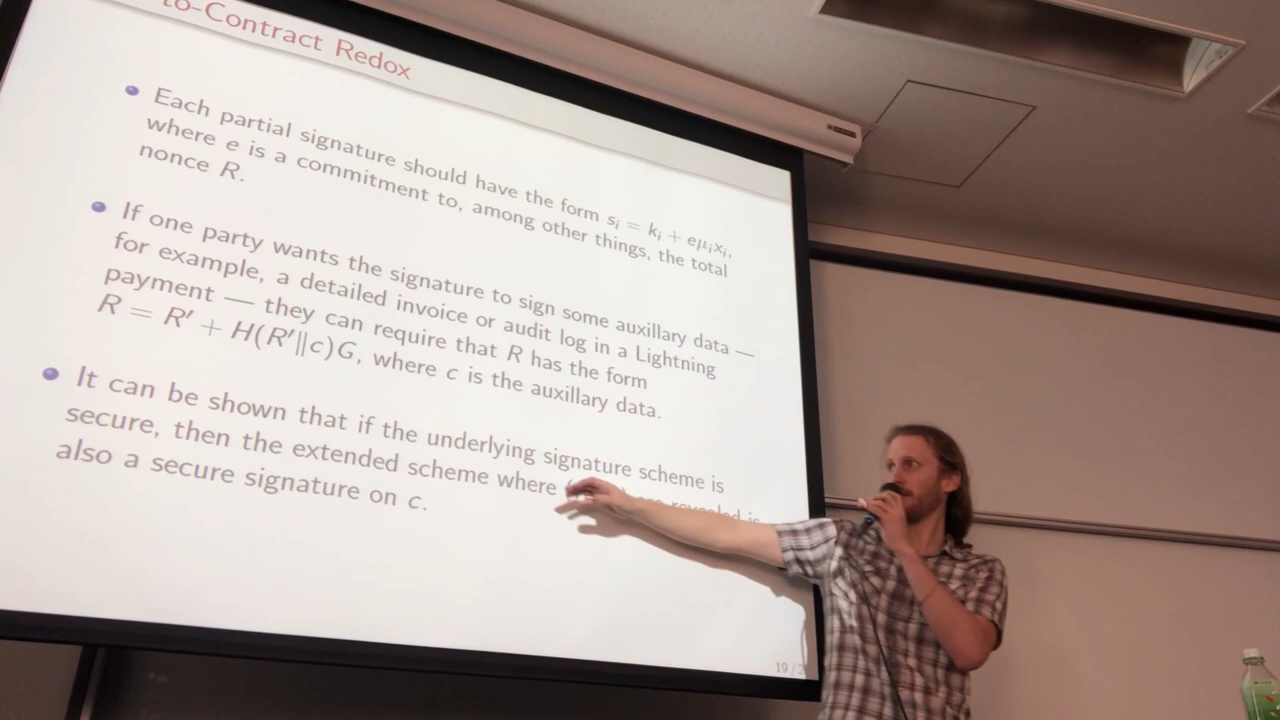 to-Contract Redox
Each partial signature should have the form sᵢ = kᵢ + eμᵢxᵢ,
where e is a commitment to, among other things, the total
nonce R.
If one party wants the signature to sign some auxillary data —
for example, a detailed invoice or audit log in a Lightning
payment — they can require that R has the form
R = R′ + H(R′‖c)G, where c is the auxillary data.
It can be shown that if the underlying signature scheme is
secure, then the extended scheme where are revealed is
also a secure signature on c.
19 / 2